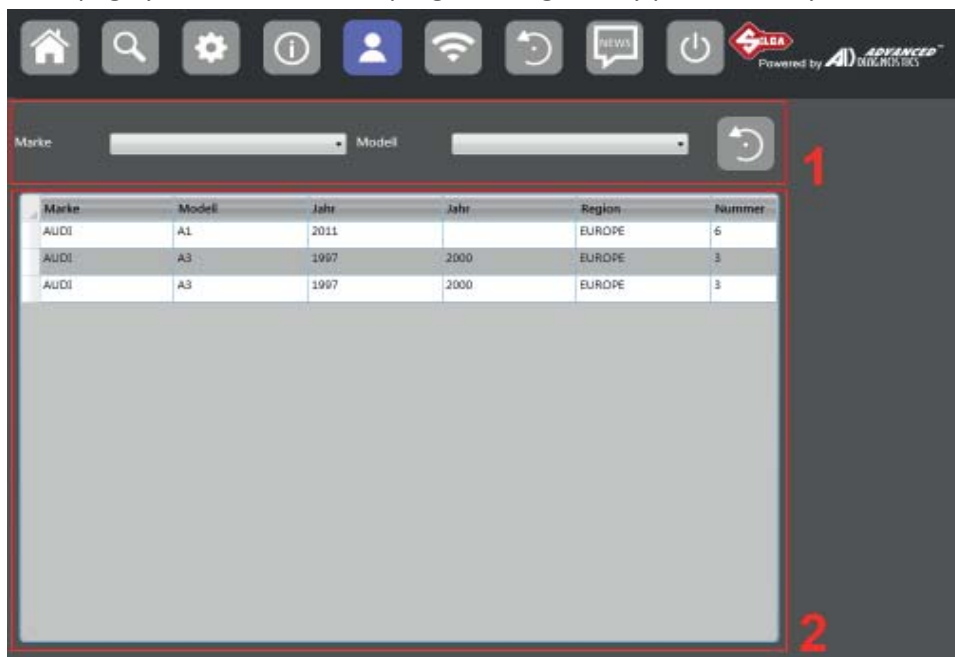 NEWS
SILCA
Powered by AD ADVANCED DIAGNOSTICS
Marke Modell
1
Marke Modell Jahr Jahr Region Nummer
AUDI A1 2011 EUROPE 6
AUDI A3 1997 2000 EUROPE 3
AUDI A3 1997 2000 EUROPE 3
2